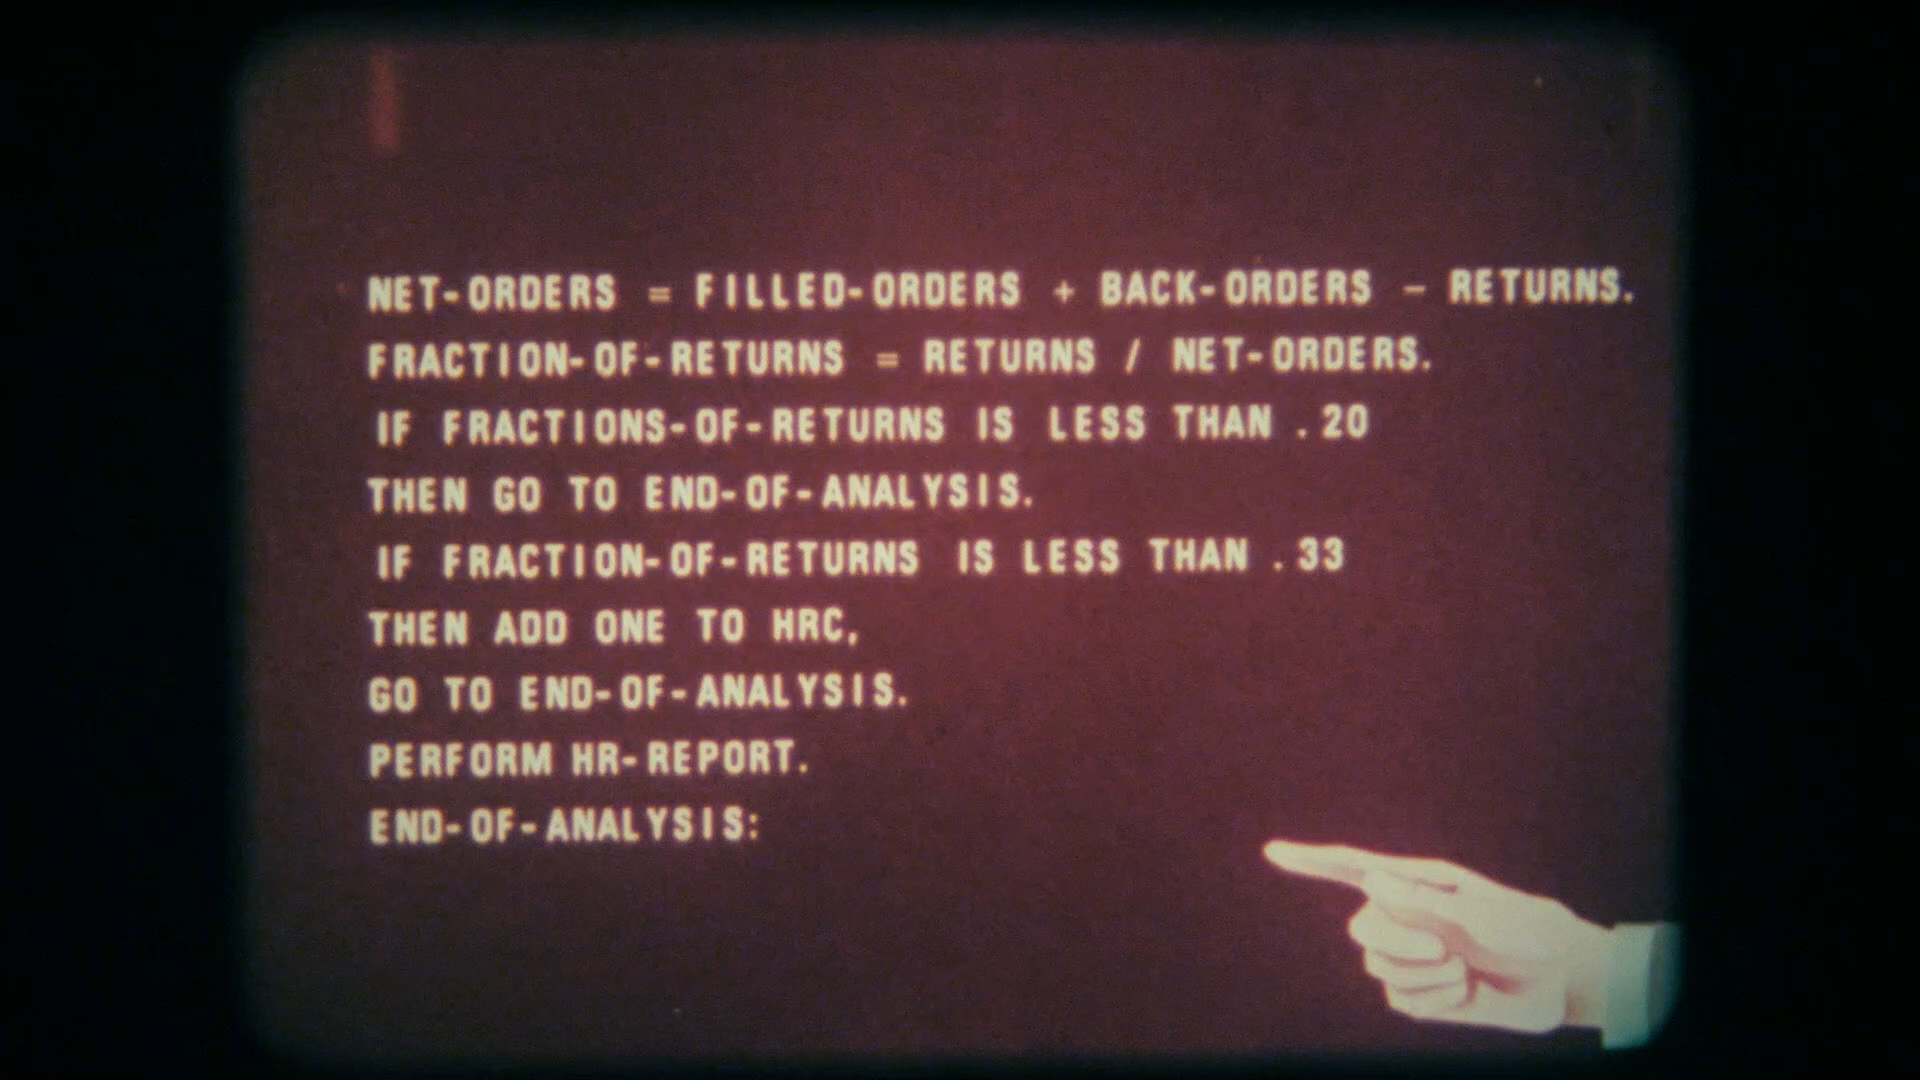 NET-ORDERS = FILLED-ORDERS + BACK-ORDERS - RETURNS.
FRACTION-OF-RETURNS = RETURNS / NET-ORDERS.
IF FRACTIONS-OF-RETURNS IS LESS THAN .20
THEN GO TO END-OF-ANALYSIS.
IF FRACTION-OF-RETURNS IS LESS THAN .33
THEN ADD ONE TO HRC,
GO TO END-OF-ANALYSIS.
PERFORM HR-REPORT.
END-OF-ANALYSIS: